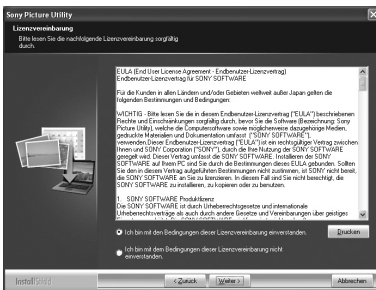 Sony Picture Utility
Lizenzvereinbarung
Bitte lesen Sie die nachfolgende Lizenzvereinbarung sorgfältig
durch.
EULA (End User License Agreement - Endbenutzer-Lizenzvertrag)
Endbenutzer-Lizenzvertrag für SONY SOFTWARE
Für die Kunden in allen Ländern und/oder Gebieten weltweit außer Japan gelten die
folgenden Bestimmungen und Bedingungen
WICHTIG - Bitte lesen Sie die in diesem Endbenutzer-Lizenzvertrag ("EULA") beschriebenen
Rechte und Einschränkungen sorgfältig durch, bevor Sie die Software (Bezeichnung: Sony
Picture Utility), welche die Computersoftware sowie möglicherweise dazugehörige Medien,
gedruckte Materialien und Dokumentation umfasst ("SONY SOFTWARE"),
verwenden.Dieser Endbenutzer-Lizenzvertrag ("EULA") ist ein rechtsgültiger Vertrag zwischen
Ihnen und SONY Corporation ("SONY"), durch die Ihre Nutzung der SONY SOFTWARE
geregelt wird. Dieser Vertrag umfasst die SONY SOFTWARE. Installieren der SONY
SOFTWARE auf Ihrem PC sind Sie durch die Bestimmungen dieses EULA gebunden. Sollten
Sie den in diesem Vertrag aufgeführten Bestimmungen nicht zustimmen, ist SONY nicht bereit,
die SONY SOFTWARE an Sie zu lizenzieren. In diesem Fall sind Sie nicht berechtigt, die
SONY SOFTWARE zu installieren, zu kopieren oder zu benutzen.
1. SONY SOFTWARE Produktlizenz
Die SONY SOFTWARE ist durch Urheberrechtsgesetze und internationale
Urheberrechtsverträge als auch durch andere Gesetze und Vereinbarungen über geistiges
Ich bin mit den Bedingungen dieser Lizenzvereinbarung einverstanden.
Drucken
Ich bin mit dem Bedingungen dieser Lizenzvereinbarung nicht
einverstanden.
InstallShield
< Zurück
Weiter >
Abbrechen